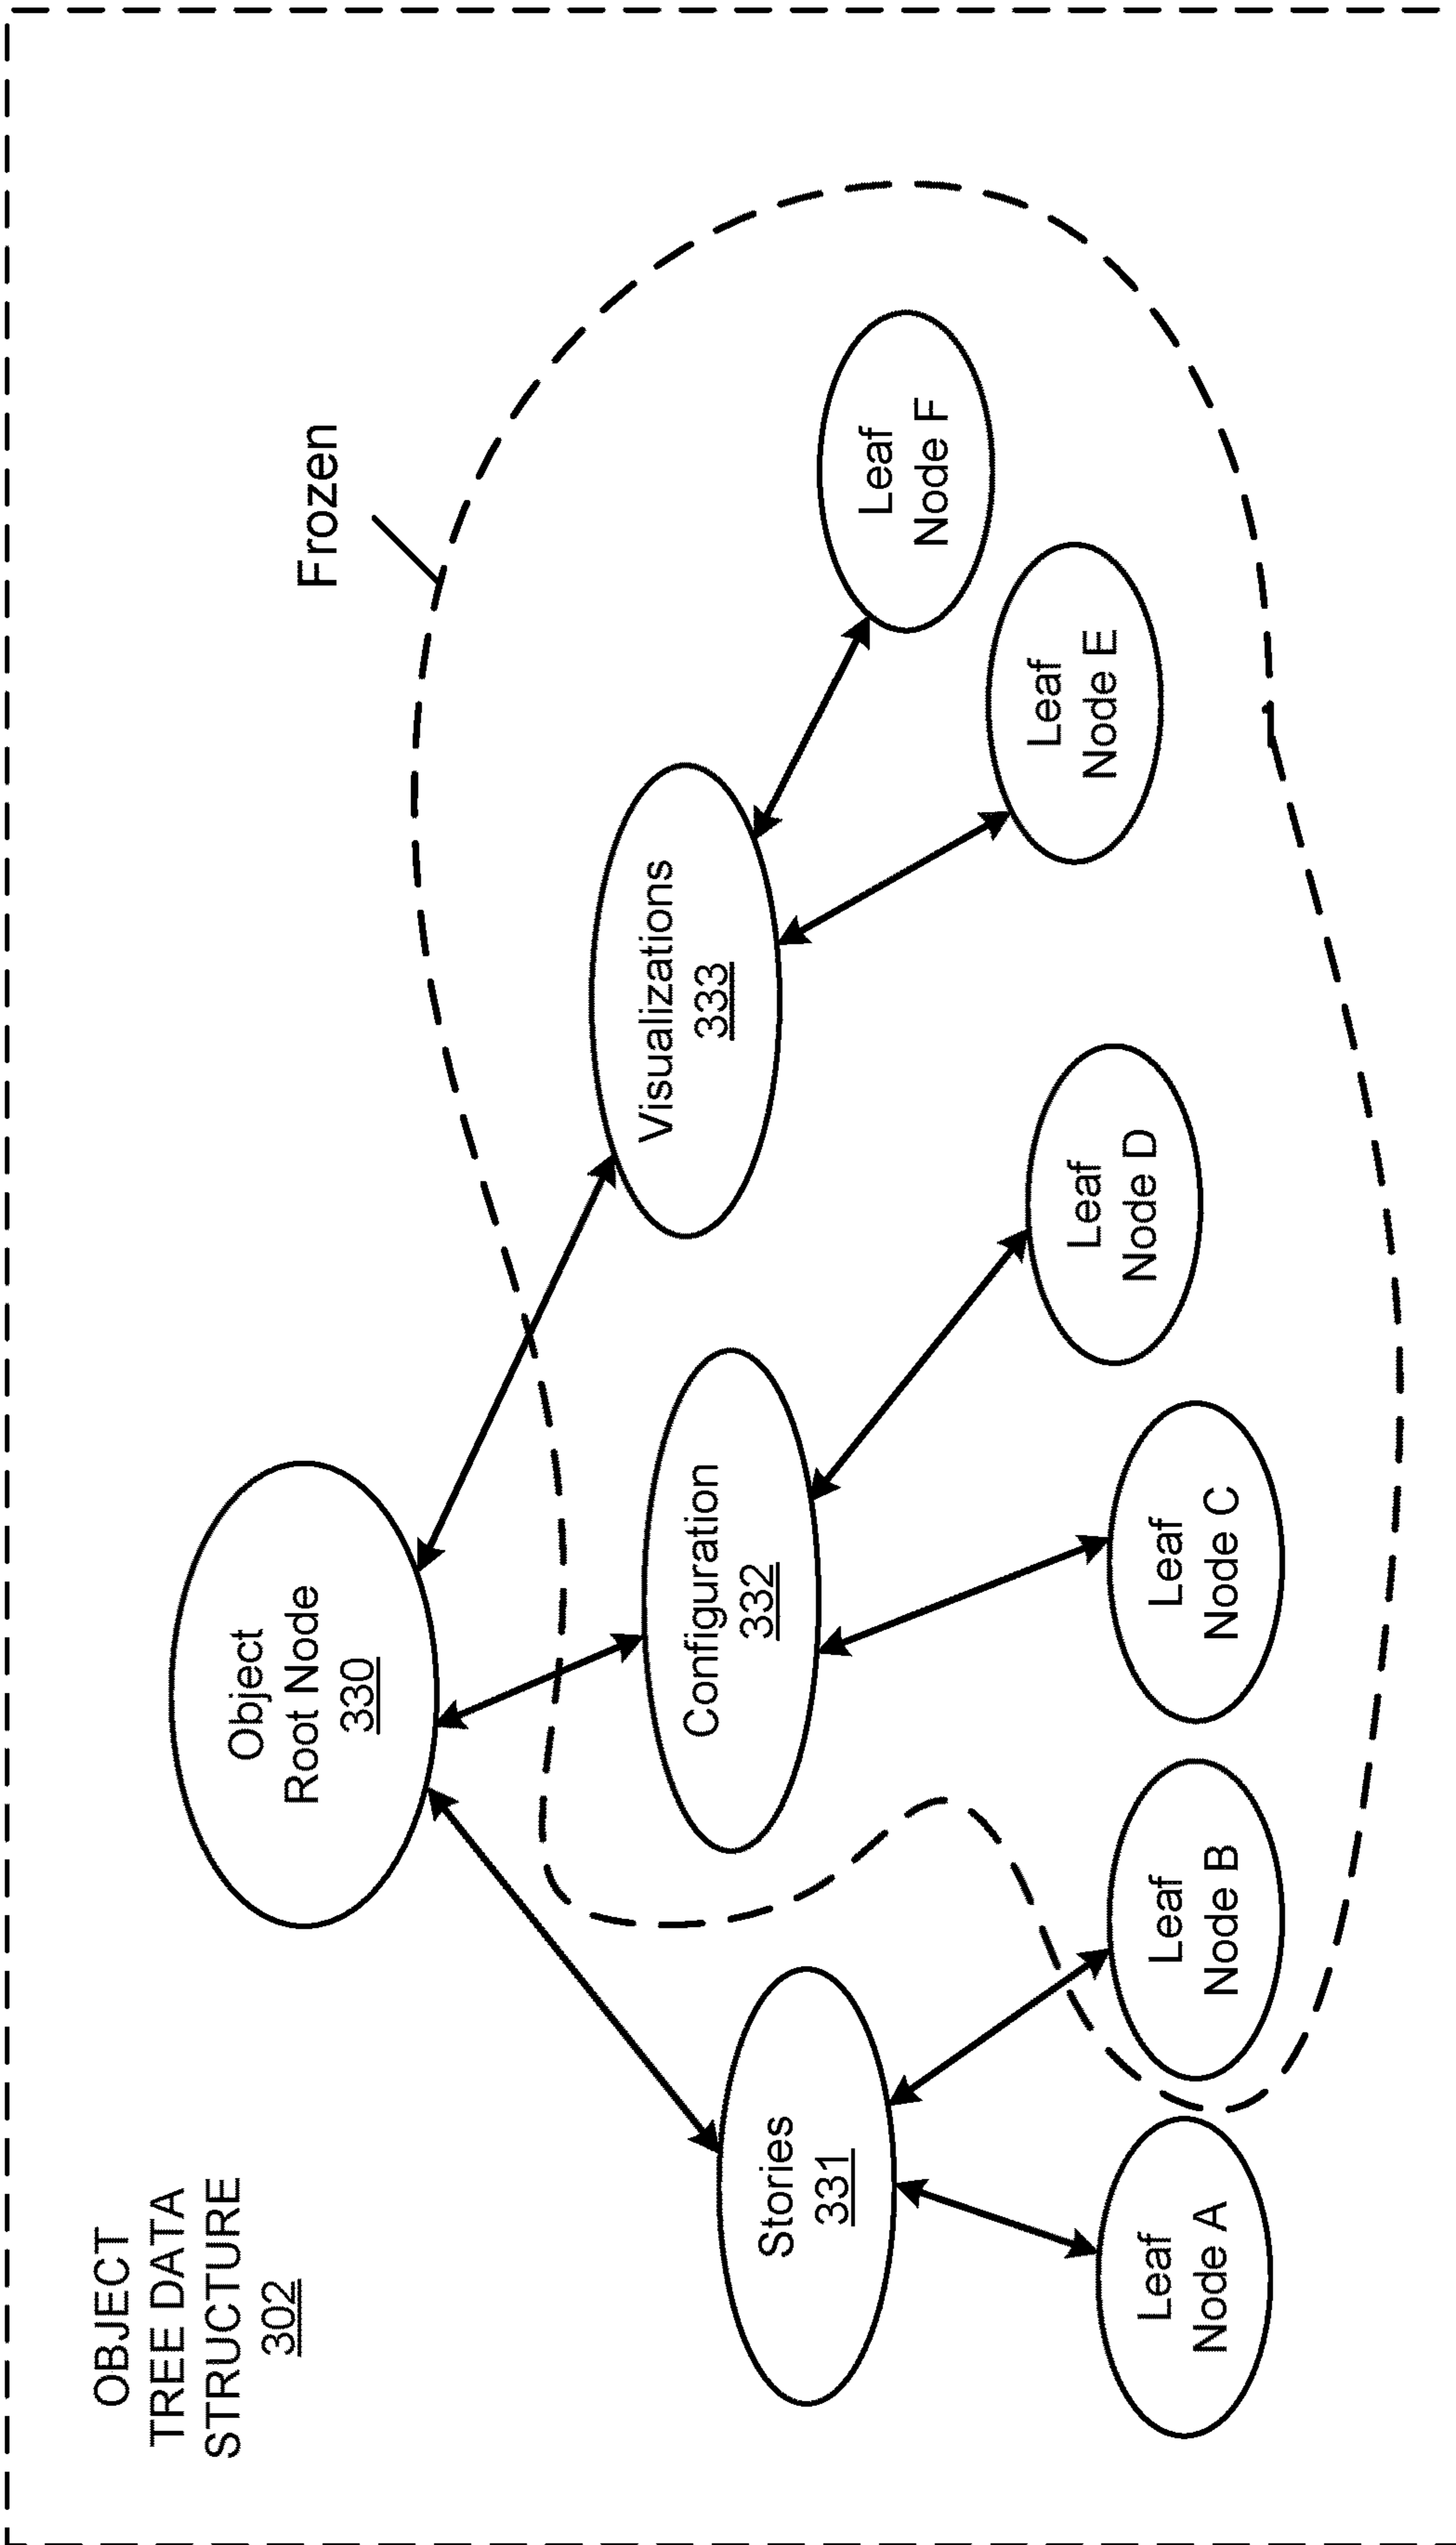 OBJECT
TREE DATA
STRUCTURE
302
Object
Root Node
330
Frozen
Stories
331
Configuration
332
Visualizations
333
Leaf
Node A
Leaf
Node B
Leaf
Node C
Leaf
Node D
Leaf
Node E
Leaf
Node F